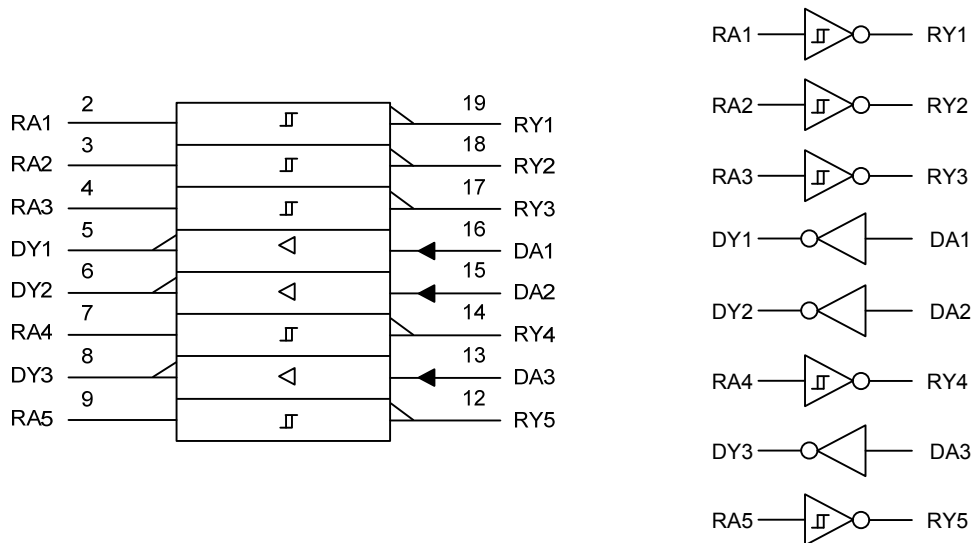 RA1 2 19 RY1
RA2 3 18 RY2
RA3 4 17 RY3
DY1 5 16 DA1
DY2 6 15 DA2
RA4 7 14 RY4
DY3 8 13 DA3
RA5 9 12 RY5
RA1 RY1
RA2 RY2
RA3 RY3
DY1 DA1
DY2 DA2
RA4 RY4
DY3 DA3
RA5 RY5